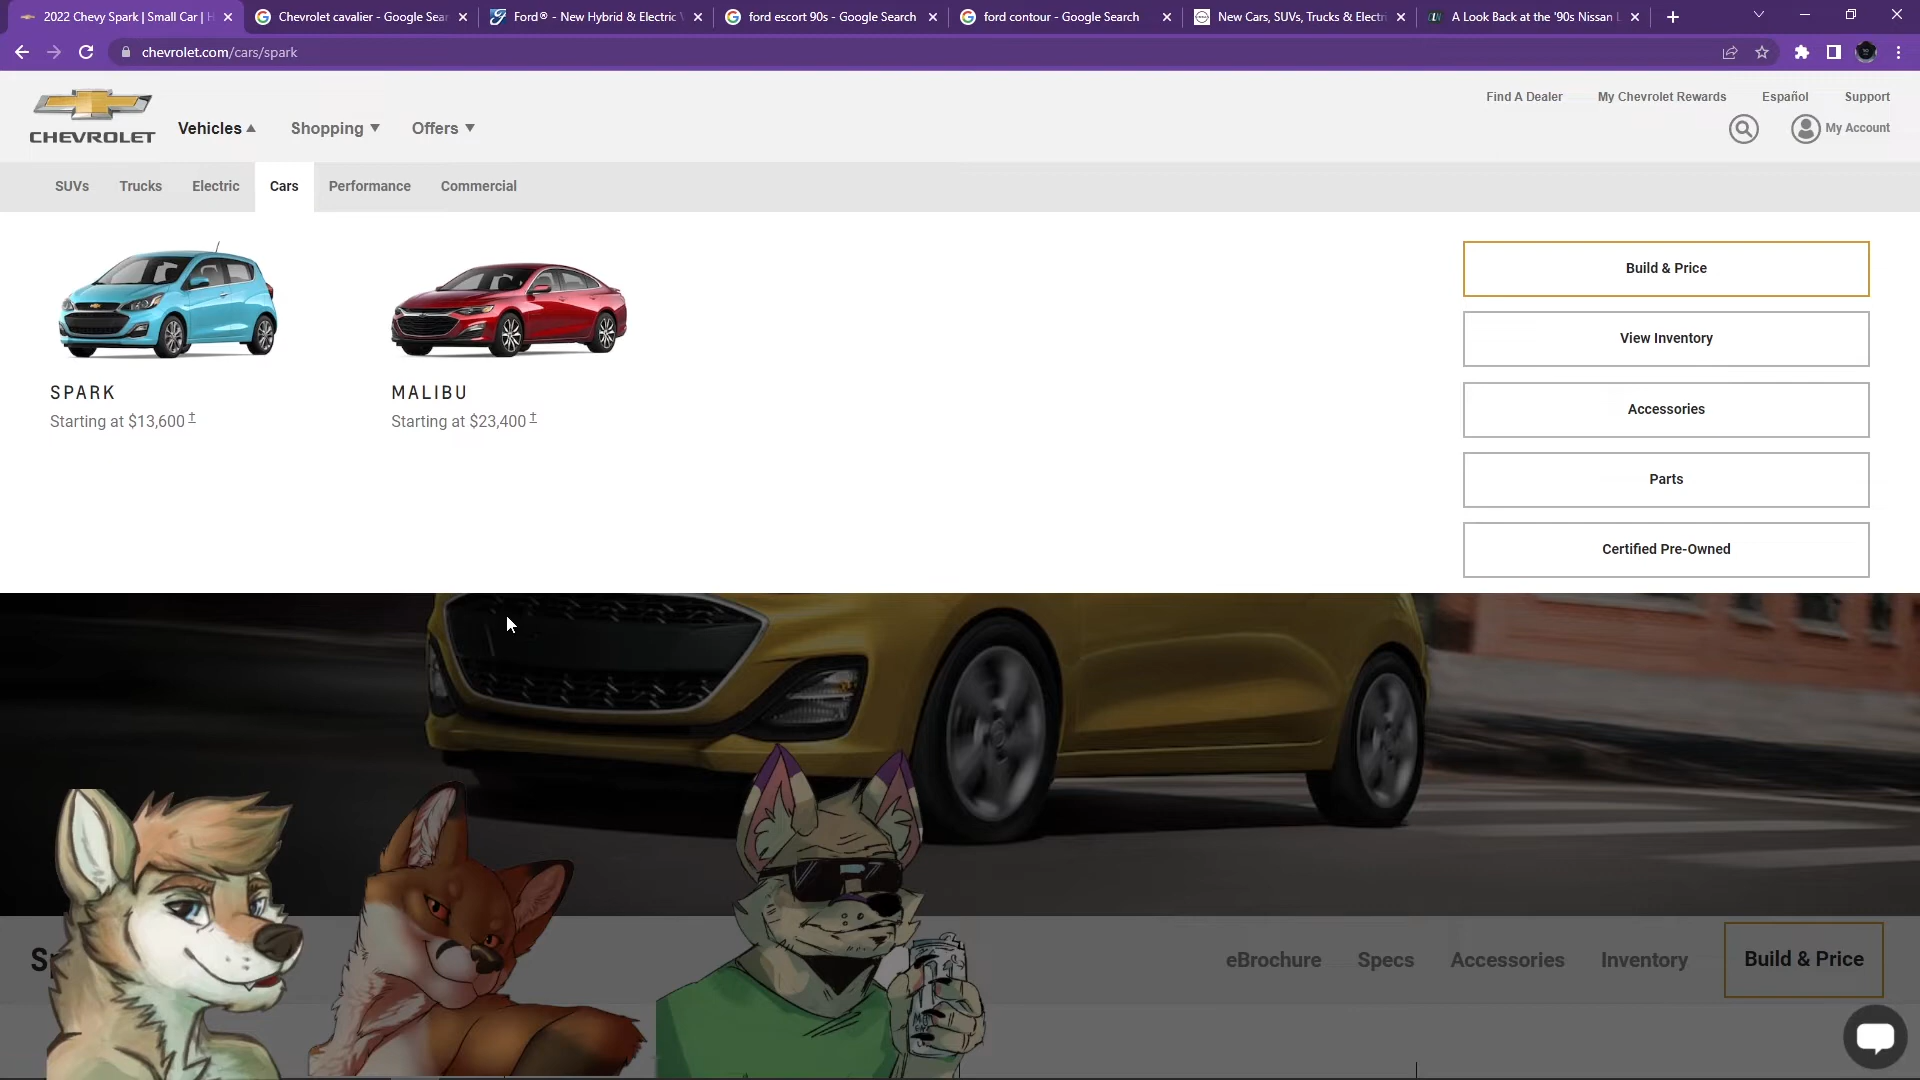 2022 Chevy Spark | Small Car |
Chevrolet cavalier - Google Sear
Ford® - New Hybrid & Electric
ford escort 90s - Google Search
ford contour - Google Search
New Cars, SUVs, Trucks & Electri
A Look Back at the '90s Nissan
chevrolet.com/cars/spark
Find A Dealer
My Chevrolet Rewards
Español
Support
CHEVROLET
Vehicles
Shopping
Offers
My Account
SUVs
Trucks
Electric
Cars
Performance
Commercial
SPARK
Starting at $13,600†
MALIBU
Starting at $23,400†
Build & Price
View Inventory
Accessories
Parts
Certified Pre-Owned
eBrochure
Specs
Accessories
Inventory
Build & Price